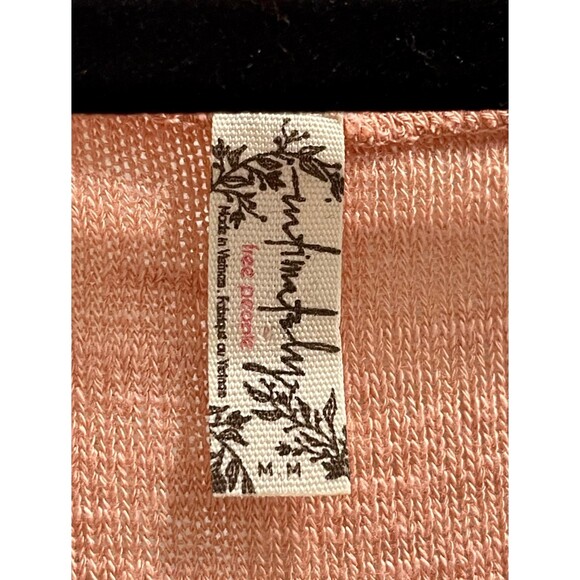 intimately
free people
Made in Vietnam . Fabriqué au Vietnam
M M